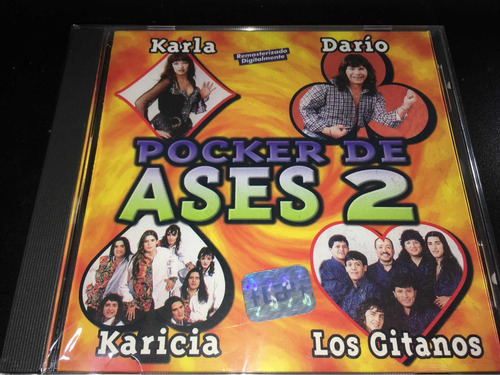 Karla
Darío
Remasterizado
Digitalmente
POCKER DE
ASES 2
Karicia
Los Gitanos